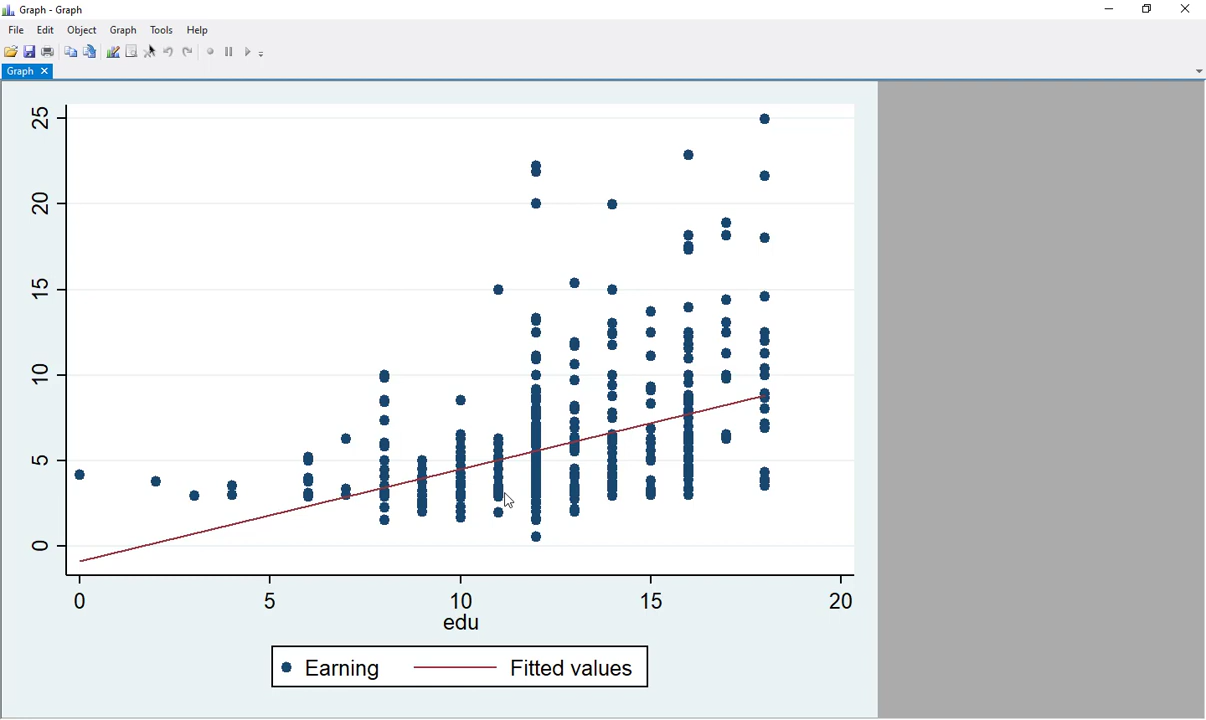 Graph - Graph
File Edit Object Graph Tools Help
Graph
25
20
15
10
5
0
0 5 10 15 20
edu
Earning Fitted values